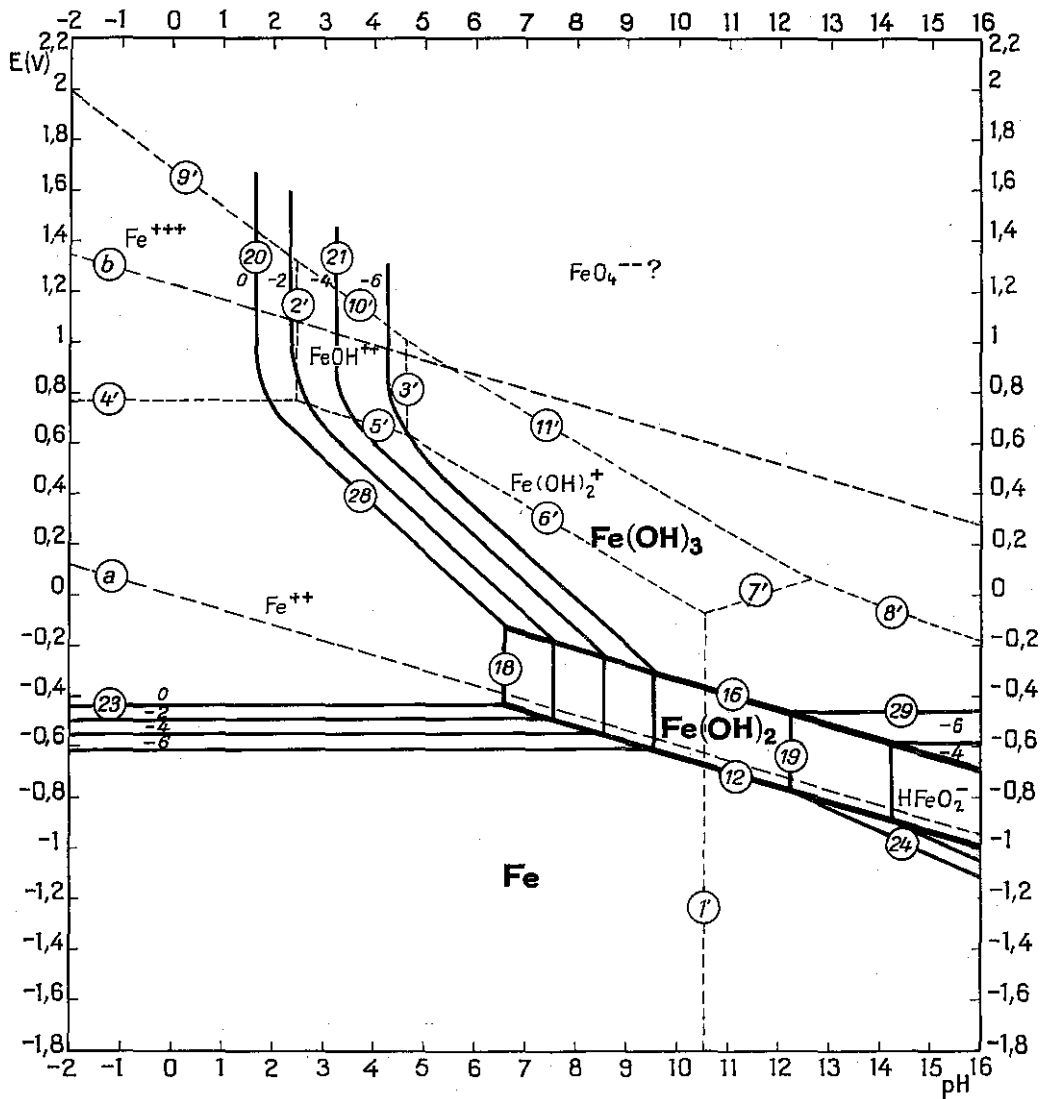 -2 -1 0 1 2 3 4 5 6 7 8 9 10 11 12 13 14 15 16
2,2 2,2
E(V)
2 2
1,8 1,8
9'
1,6 1,6
1,4 Fe+++ 1,4
b 20 21 FeO4--?
1,2 0 -2 -4 -6 1,2
2' 10'
1 FeOH++ 1
0,8 4' 3' 0,8
0,6 5' 11' 0,6
Fe(OH)2+
0,4 28 0,4
6' Fe(OH)3
0,2 0,2
a
0 Fe++ 7' 8' 0
-0,2 -0,2
18
-0,4 23 0 16 29 -0,4
-2 -6
-0,6 -4 Fe(OH)2 19 -4 -0,6
-6
-0,8 12 HFeO2- -0,8
-1 24 -1
Fe
-1,2 1' -1,2
-1,4 -1,4
-1,6 -1,6
-1,8 -1,8
-2 -1 0 1 2 3 4 5 6 7 8 9 10 11 12 13 14 15 16
pH